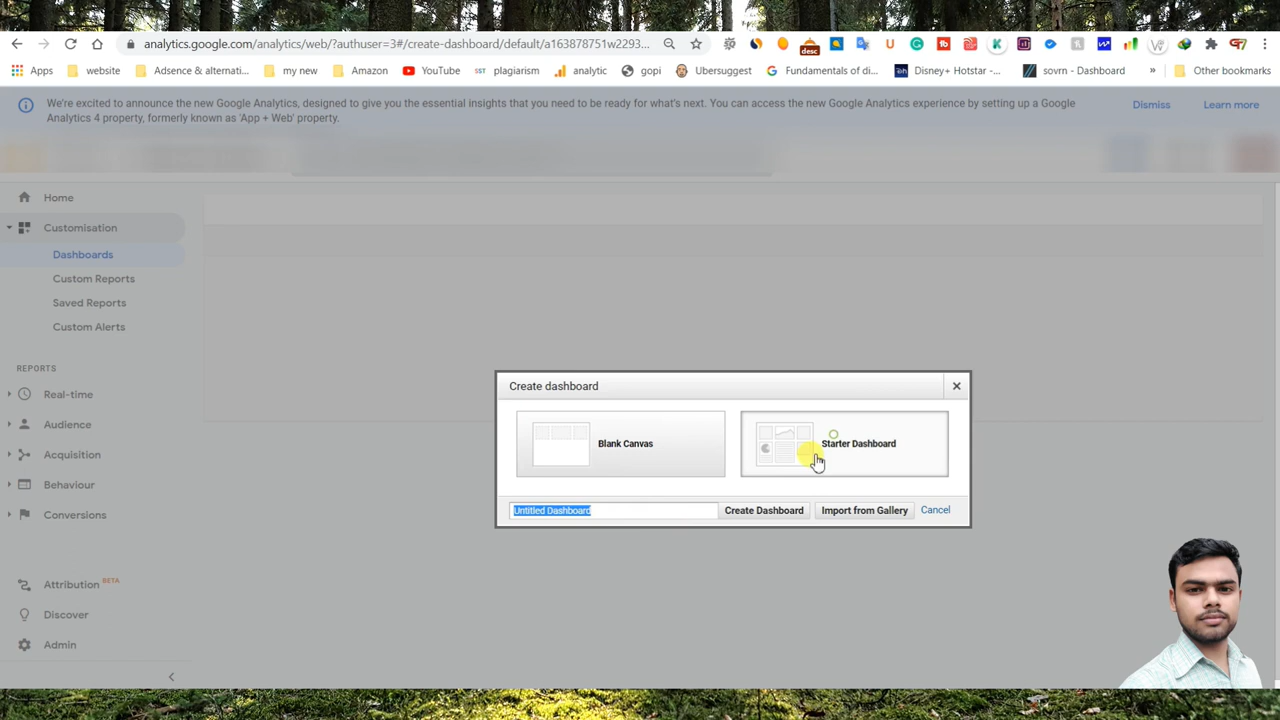 analytics.google.com/analytics/web/?authuser=3#/create-dashboard/default/a163878751w2293...
desc
Apps website Adsence & alternati... my new Amazon YouTube SST plagiarism analytic gopi Ubersuggest Fundamentals of di... Disney+ Hotstar -... sovrn - Dashboard » Other bookmarks
We're excited to announce the new Google Analytics, designed to give you the essential insights that you need to be ready for what's next. You can access the new Google Analytics experience by setting up a Google
Analytics 4 property, formerly known as 'App + Web' property.
Dismiss Learn more
Home
Customisation
Dashboards
Custom Reports
Saved Reports
Custom Alerts
REPORTS
Real-time
Audience
Acquisition
Behaviour
Conversions
Attribution BETA
Discover
Admin
Create dashboard
Blank Canvas
Starter Dashboard
Untitled Dashboard Create Dashboard Import from Gallery Cancel